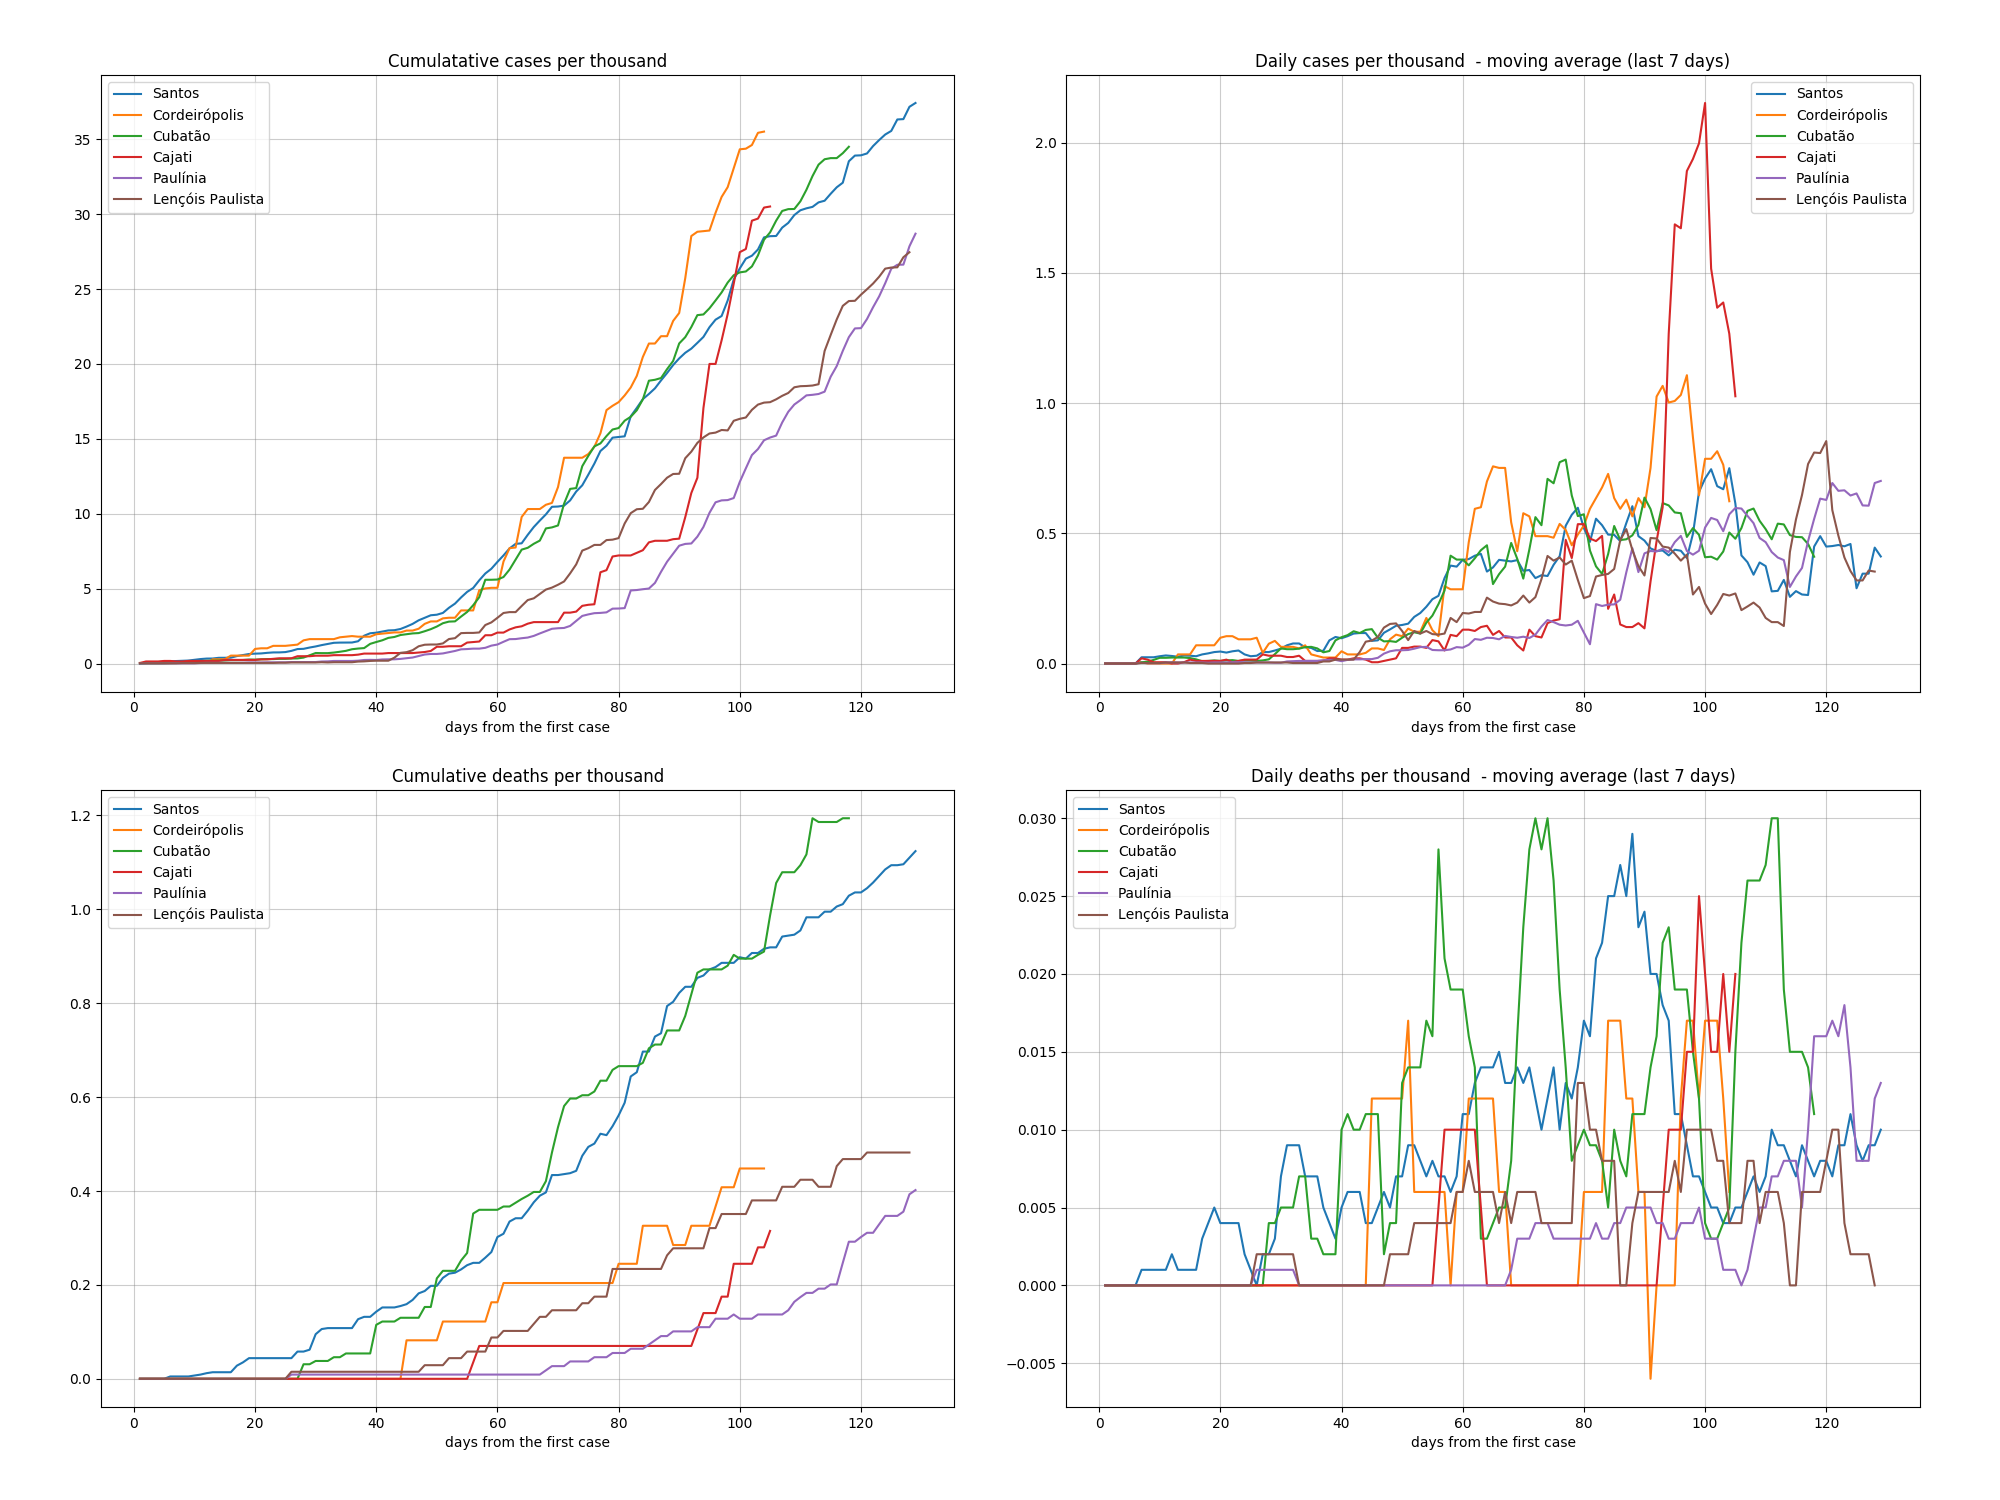 Cumulatative cases per thousand
Santos
Cordeirópolis
Cubatão
Cajati
Paulínia
Lençóis Paulista
35
30
25
20
15
10
5
0
0 20 40 60 80 100 120
days from the first case
Daily cases per thousand  - moving average (last 7 days)
Santos
Cordeirópolis
Cubatão
Cajati
Paulínia
Lençóis Paulista
2.0
1.5
1.0
0.5
0.0
0 20 40 60 80 100 120
days from the first case
Cumulative deaths per thousand
Santos
Cordeirópolis
Cubatão
Cajati
Paulínia
Lençóis Paulista
1.2
1.0
0.8
0.6
0.4
0.2
0.0
0 20 40 60 80 100 120
days from the first case
Daily deaths per thousand  - moving average (last 7 days)
Santos
Cordeirópolis
Cubatão
Cajati
Paulínia
Lençóis Paulista
0.030
0.025
0.020
0.015
0.010
0.005
0.000
−0.005
0 20 40 60 80 100 120
days from the first case